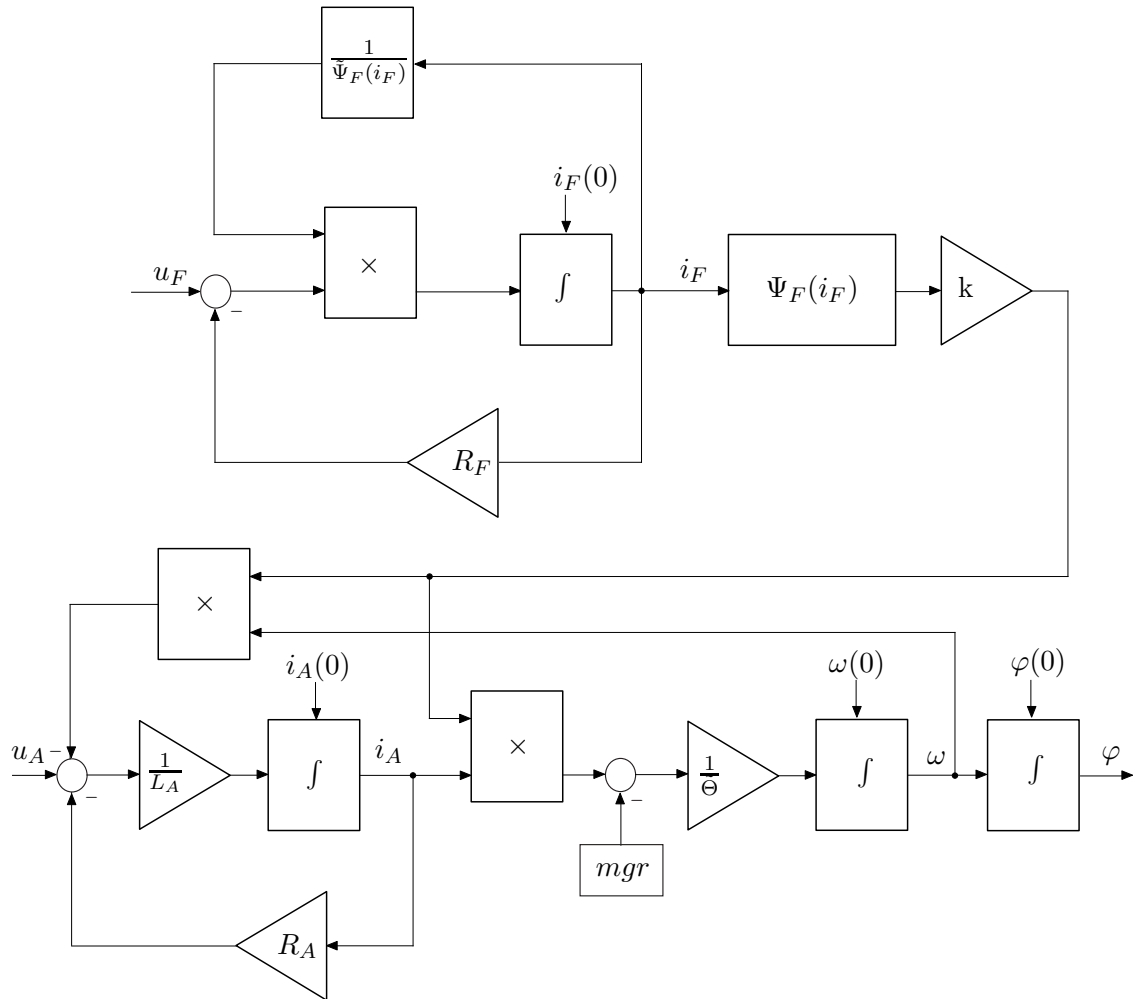 1/Ψ̃_F(i_F)
i_F(0)
u_F
-
×
∫
i_F
Ψ_F(i_F)
k
R_F
×
i_A(0)
ω(0)
φ(0)
u_A
-
-
1/L_A
∫
i_A
×
-
1/Θ̃
∫
ω
∫
φ
mgr
R_A